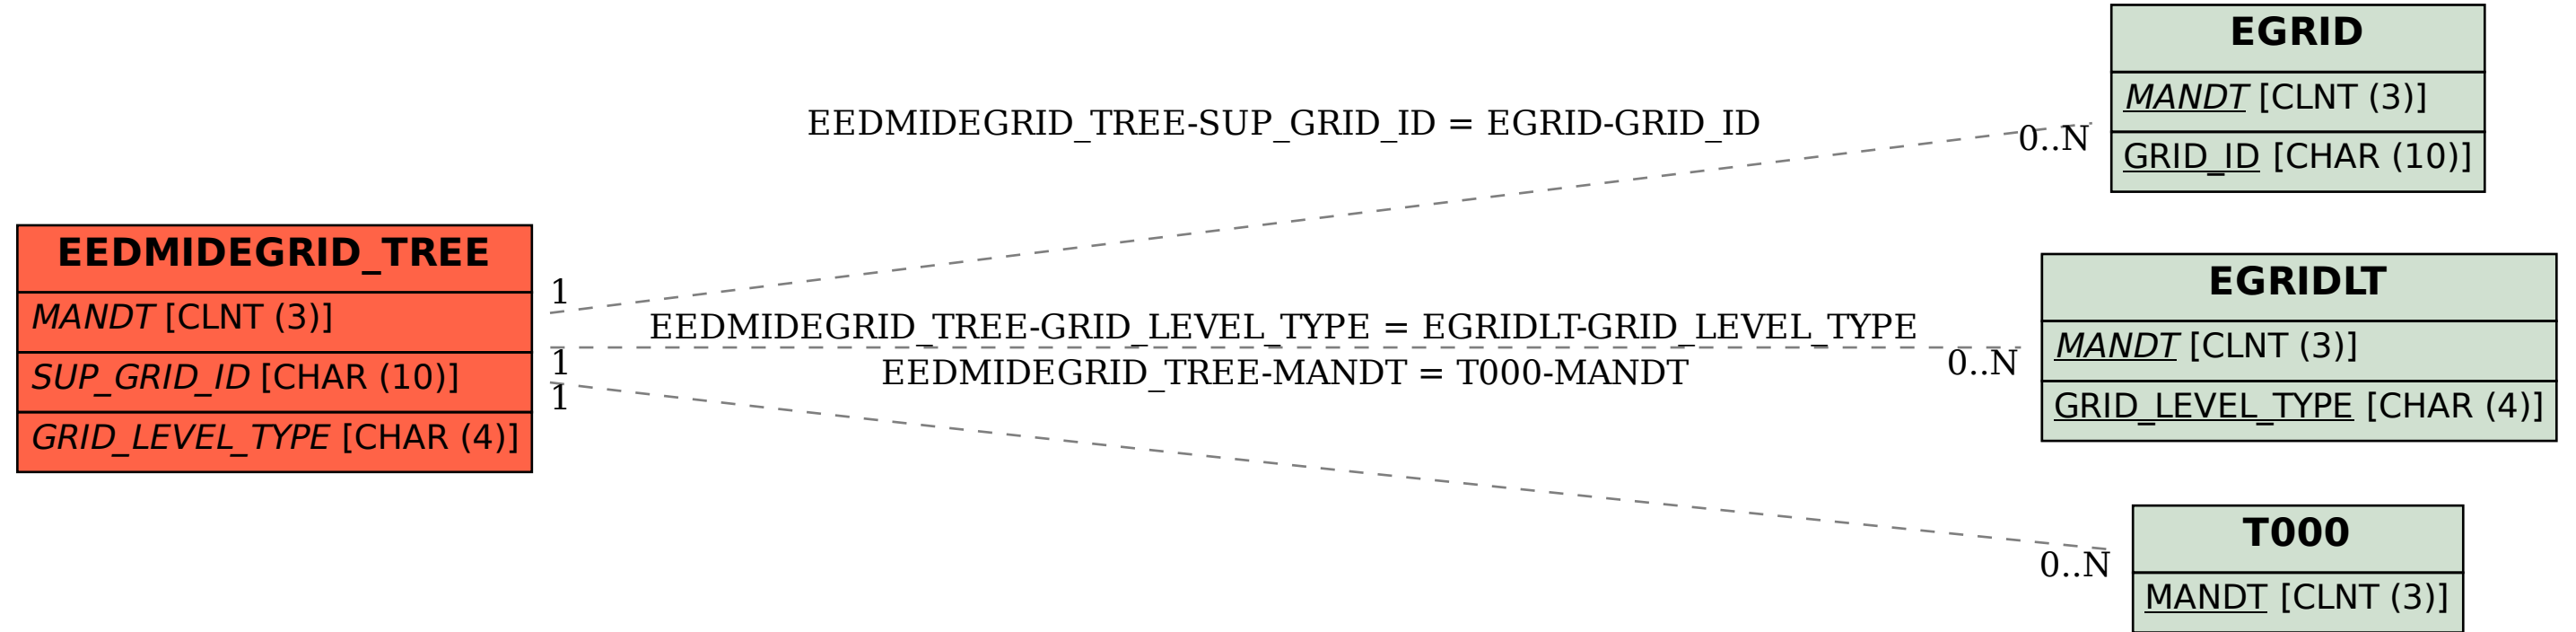 EEDMIDEGRID_TREE
MANDT [CLNT (3)]
SUP_GRID_ID [CHAR (10)]
GRID_LEVEL_TYPE [CHAR (4)]
EEDMIDEGRID_TREE-SUP_GRID_ID = EGRID-GRID_ID
1
0..N
EEDMIDEGRID_TREE-GRID_LEVEL_TYPE = EGRIDLT-GRID_LEVEL_TYPE
1
0..N
EEDMIDEGRID_TREE-MANDT = T000-MANDT
1
0..N
EGRID
MANDT [CLNT (3)]
GRID_ID [CHAR (10)]
EGRIDLT
MANDT [CLNT (3)]
GRID_LEVEL_TYPE [CHAR (4)]
T000
MANDT [CLNT (3)]